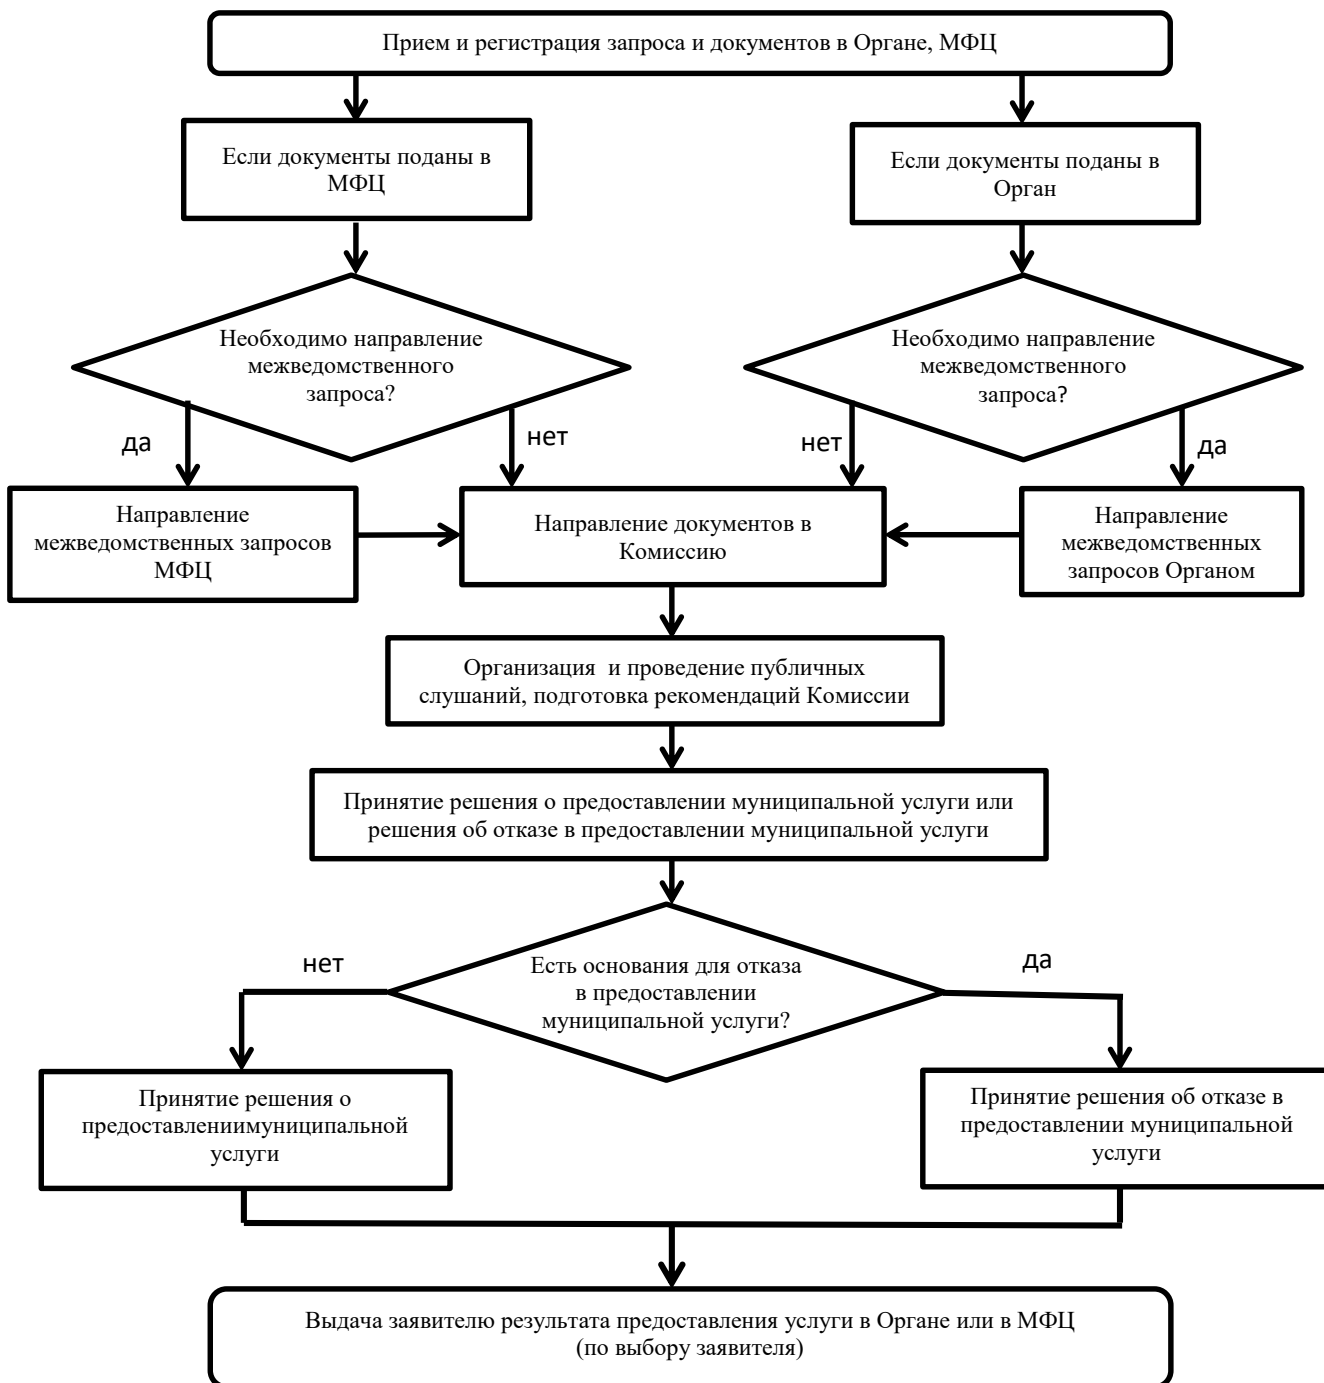 Прием и регистрация запроса и документов в Органе, МФЦ
Если документы поданы в
МФЦ
Если документы поданы в
Орган
Необходимо направление
межведомственного
запроса?
Необходимо направление
межведомственного
запроса?
да
нет
нет
да
Направление
межведомственных запросов
МФЦ
Направление документов в
Комиссию
Направление
межведомственных
запросов Органом
Организация и проведение публичных
слушаний, подготовка рекомендаций Комиссии
Принятие решения о предоставлении муниципальной услуги или
решения об отказе в предоставлении муниципальной услуги
нет
Есть основания для отказа
в предоставлении
муниципальной услуги?
да
Принятие решения о
предоставлениимуниципальной
услуги
Принятие решения об отказе в
предоставлении муниципальной
услуги
Выдача заявителю результата предоставления услуги в Органе или в МФЦ
(по выбору заявителя)